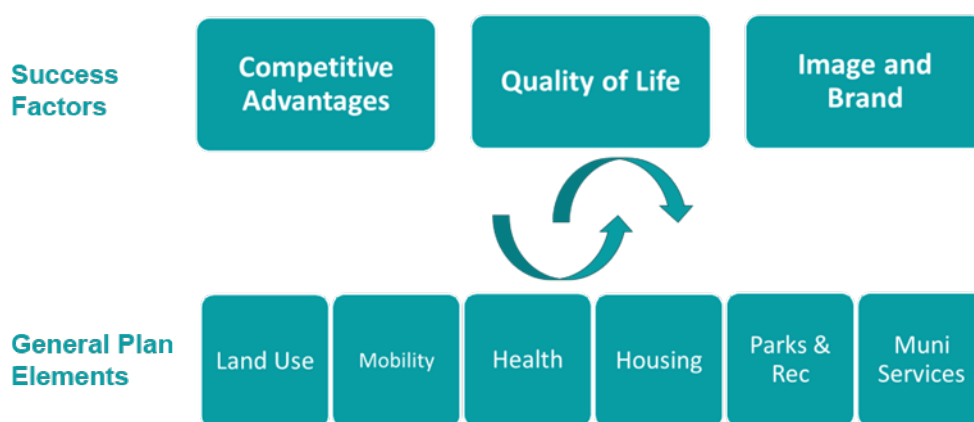 Success
Factors
Competitive
Advantages
Quality of Life
Image and
Brand
General Plan
Elements
Land Use
Mobility
Health
Housing
Parks &
Rec
Muni
Services